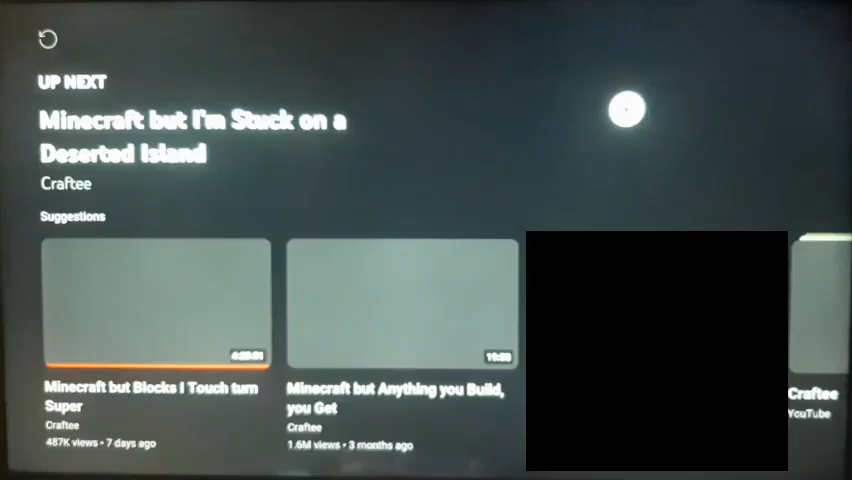 UP NEXT
Minecraft but I'm Stuck on a
Deserted Island
Craftee
Suggestions
19:58
Minecraft but Blocks I Touch turn
Super
Craftee
487K views • 7 days ago
Minecraft but Anything you Build,
you Get
Craftee
1.6M views • 3 months ago
Craftee
YouTube